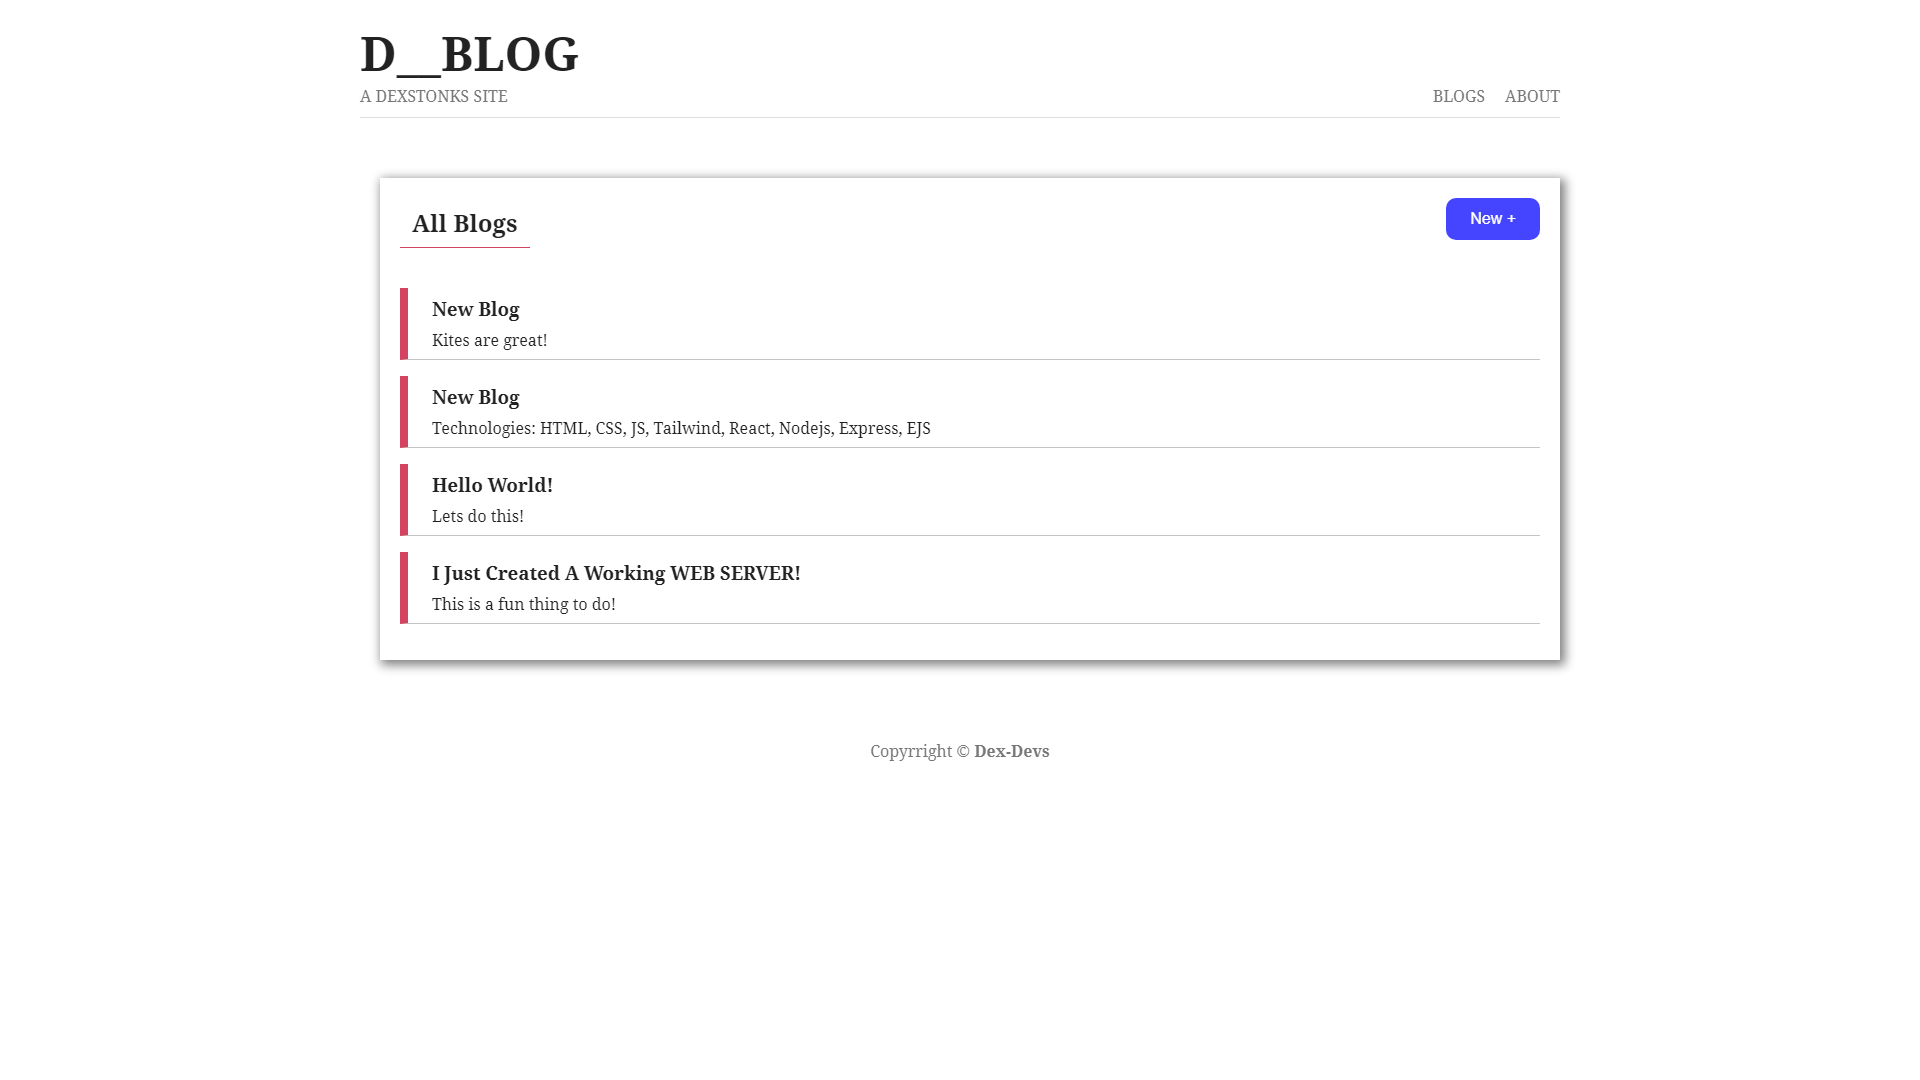 D__BLOG
A DEXSTONKS SITE
BLOGS ABOUT
All Blogs
New +
New Blog
Kites are great!
New Blog
Technologies: HTML, CSS, JS, Tailwind, React, Nodejs, Express, EJS
Hello World!
Lets do this!
I Just Created A Working WEB SERVER!
This is a fun thing to do!
Copyrright © Dex-Devs